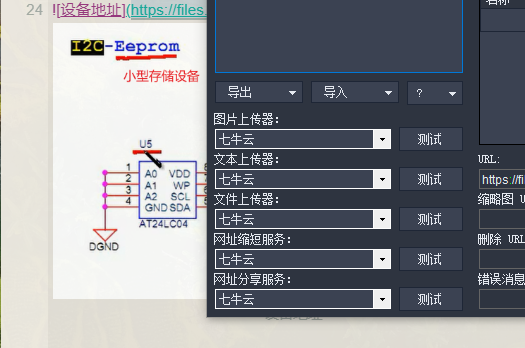 24 ![设备地址](https://files.
I2C-Eeprom
小型存储设备
U5
1 A0 VDD
2 A1 WP
3 A2 SCL
4 GND SDA
AT24LC04
DGND
导出
导入
?
图片上传器:
七牛云 测试
文本上传器:
七牛云 测试
文件上传器:
七牛云 测试
网址缩短服务:
七牛云 测试
网址分享服务:
七牛云 测试
URL:
https://fi
缩略图 U
删除 URL
错误消息